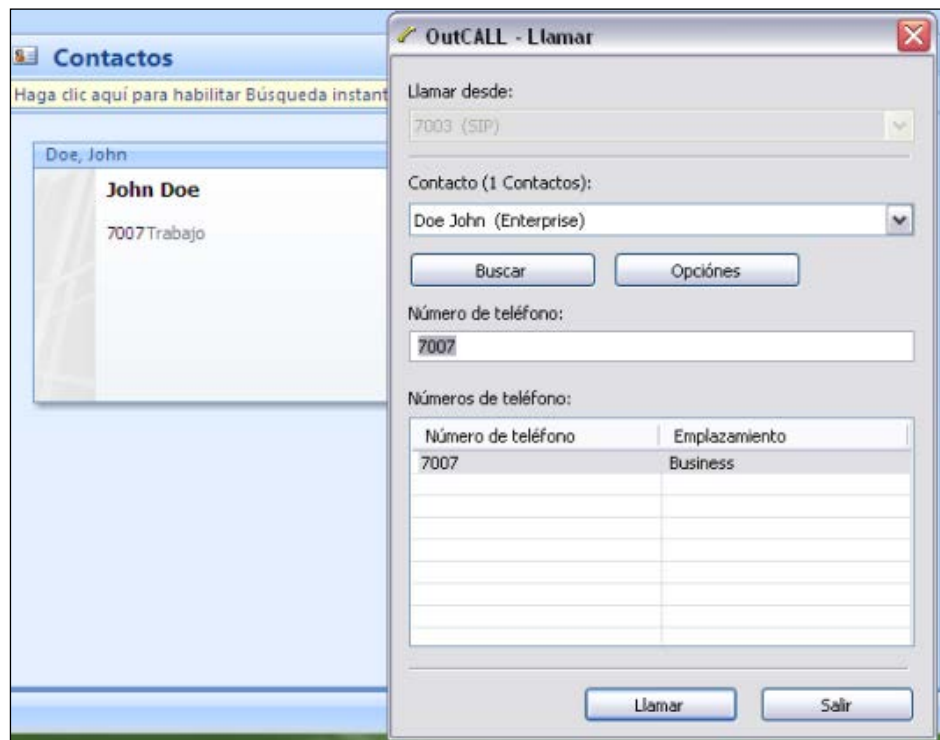 Contactos
Haga clic aquí para habilitar Búsqueda instant
Doe, John
John Doe
7007 Trabajo
OutCALL - Llamar
Llamar desde:
7003 (SIP)
Contacto (1 Contactos):
Doe John (Enterprise)
Buscar Opciónes
Número de teléfono:
7007
Números de teléfono:
Número de teléfono Emplazamiento
7007 Business
Llamar Salir